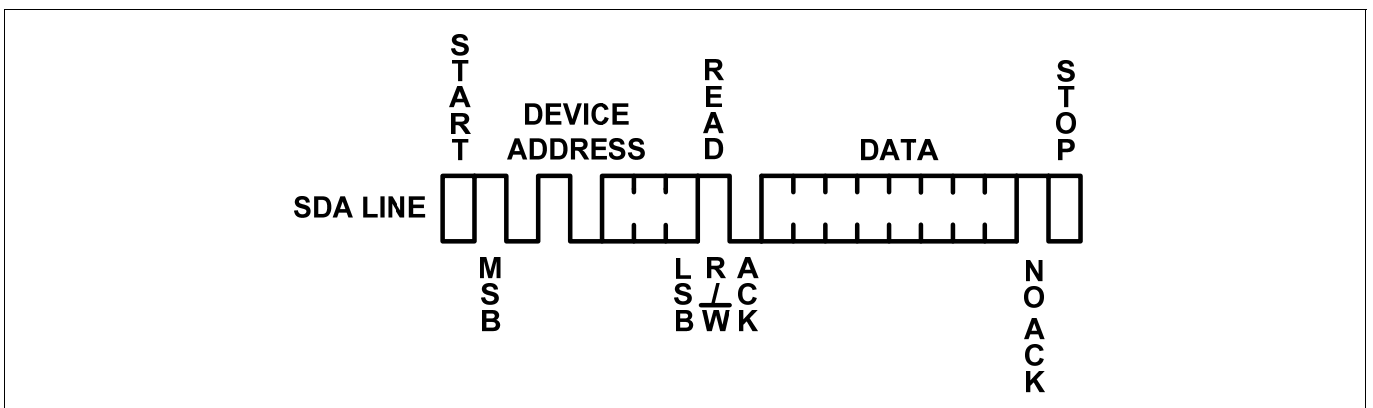 START
DEVICE
ADDRESS
READ
DATA
STOP
SDA LINE
MSB
LSB
R/W
ACK
NO ACK